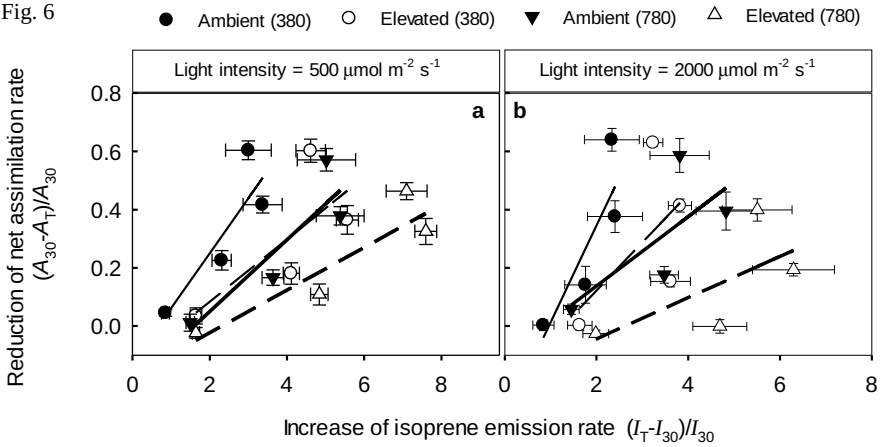 Fig. 6
Ambient (380) Elevated (380) Ambient (780) Elevated (780)
Light intensity = 500 μmol m⁻² s⁻¹
Light intensity = 2000 μmol m⁻² s⁻¹
Reduction of net assimilation rate
(A₃₀-A_T)/A₃₀
0.8
0.6
0.4
0.2
0.0
a
b
0 2 4 6 8
0 2 4 6 8
Increase of isoprene emission rate (I_T-I₃₀)/I₃₀